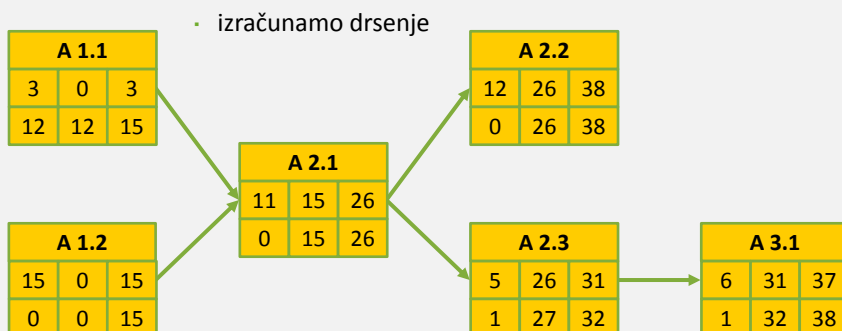 · izračunamo drsenje
A 1.1
3 0 3
12 12 15
A 2.2
12 26 38
0 26 38
A 2.1
11 15 26
0 15 26
A 1.2
15 0 15
0 0 15
A 2.3
5 26 31
1 27 32
A 3.1
6 31 37
1 32 38